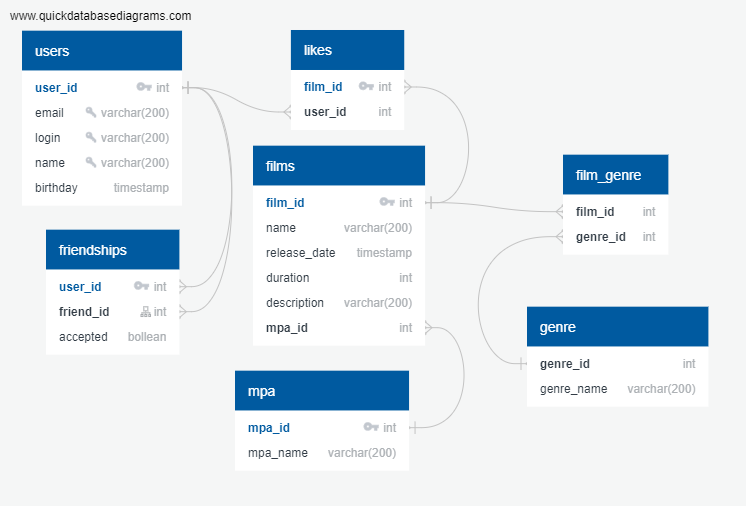 www.quickdatabasediagrams.com
users
user_id int
email varchar(200)
login varchar(200)
name varchar(200)
birthday timestamp
likes
film_id int
user_id int
films
film_id int
name varchar(200)
release_date timestamp
duration int
description varchar(200)
mpa_id int
film_genre
film_id int
genre_id int
friendships
user_id int
friend_id int
accepted bollean
genre
genre_id int
genre_name varchar(200)
mpa
mpa_id int
mpa_name varchar(200)